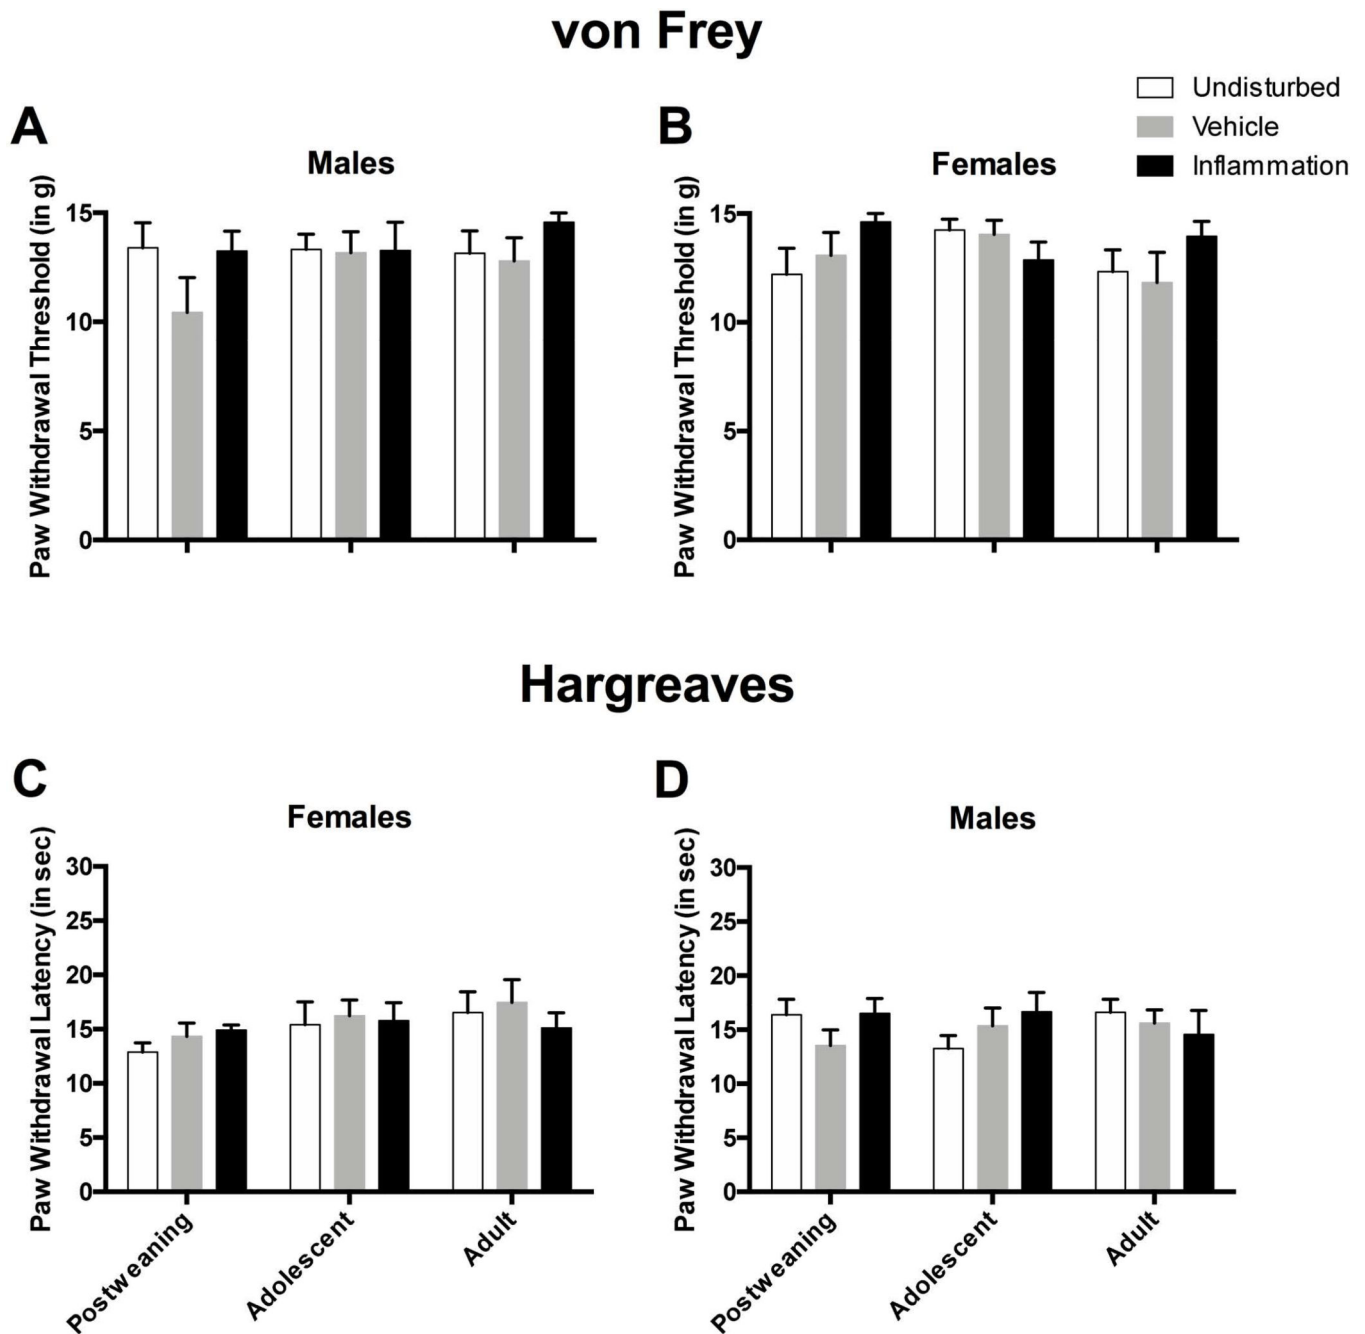 von Frey
Undisturbed
Vehicle
Inflammation
A
Males
Paw Withdrawal Threshold (in g)
15
10
5
0
B
Females
Paw Withdrawal Threshold (in g)
15
10
5
0
Hargreaves
C
Females
Paw Withdrawal Latency (in sec)
30
25
20
15
10
5
0
Postweaning
Adolescent
Adult
D
Males
Paw Withdrawal Latency (in sec)
30
25
20
15
10
5
0
Postweaning
Adolescent
Adult